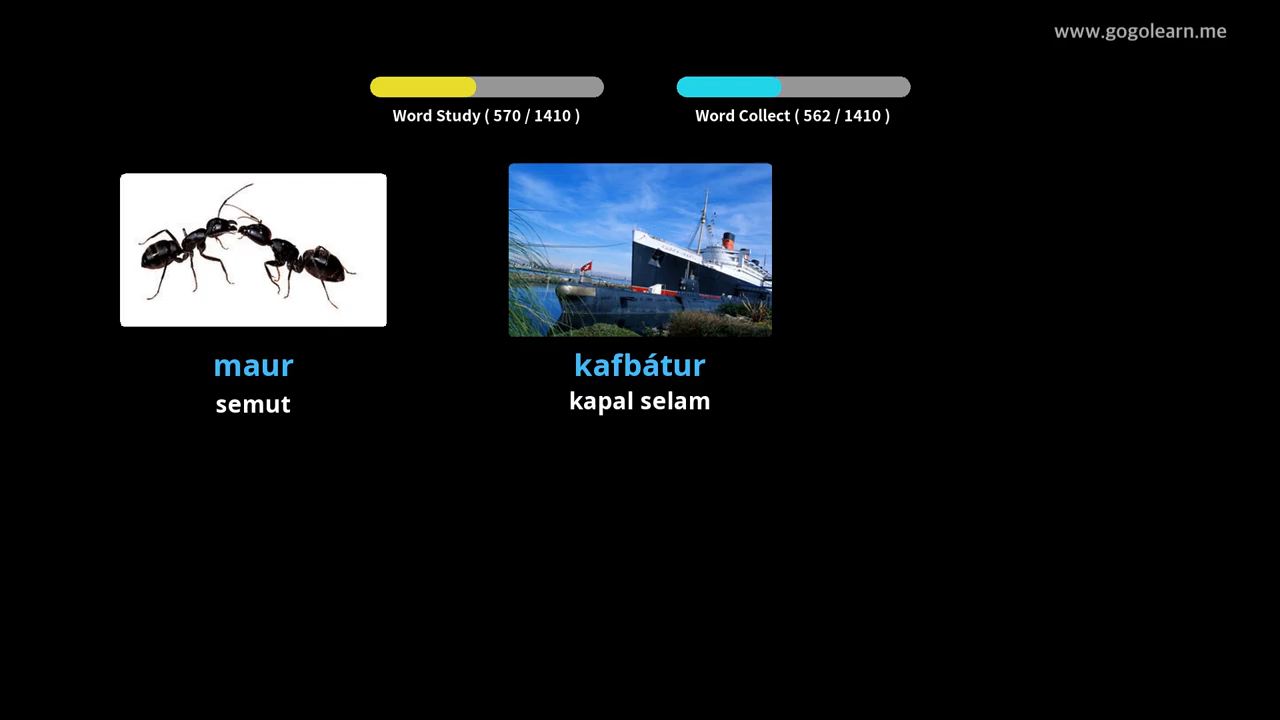 www.gogolearn.me
Word Study ( 570 / 1410 )
Word Collect ( 562 / 1410 )
maur
semut
kafbátur
kapal selam